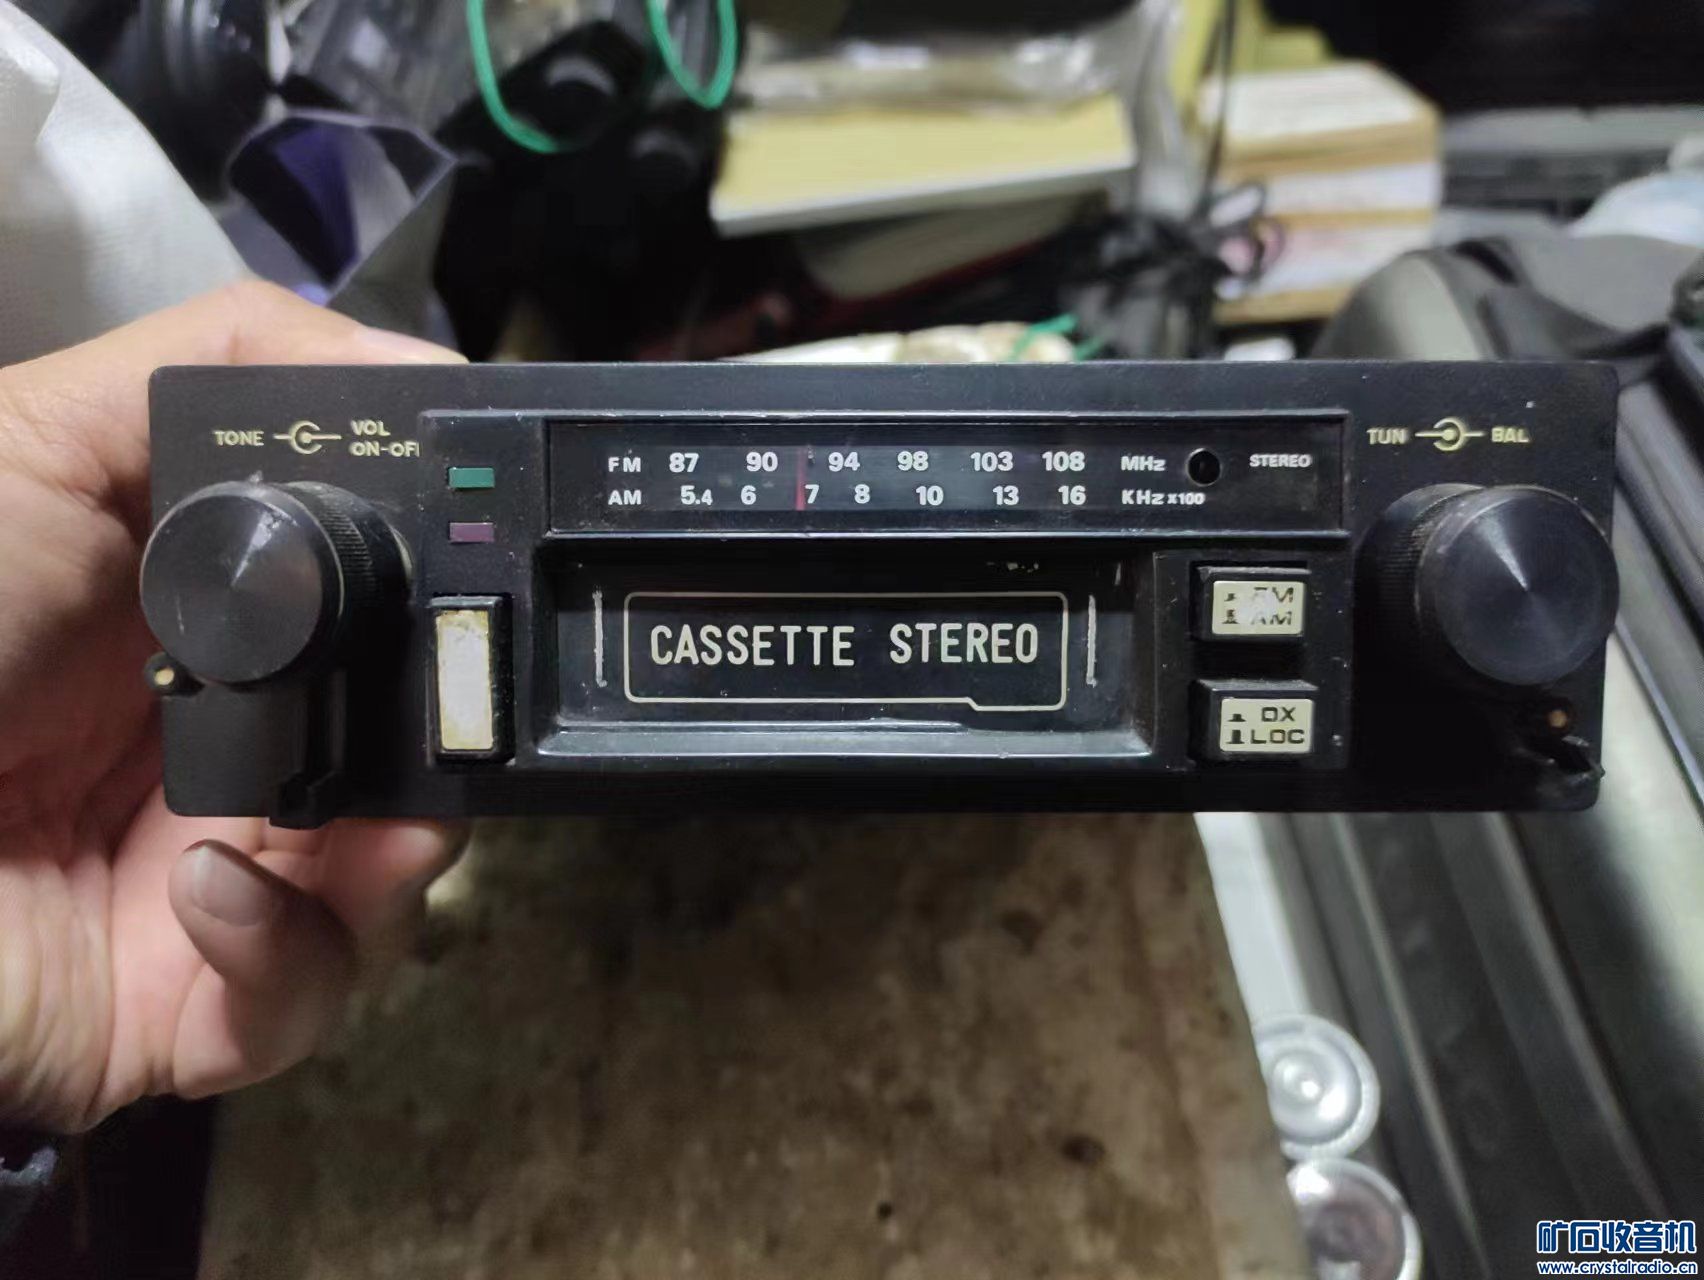 TONE VOL
ON-OF
FM 87 90 94 98 103 108 MHz STEREO
AM 5.4 6 7 8 10 13 16 KHz x100
TUN BAL
CASSETTE STEREO
FM
AM
DX
LOC
矿石收音机
www.crystalradio.cn